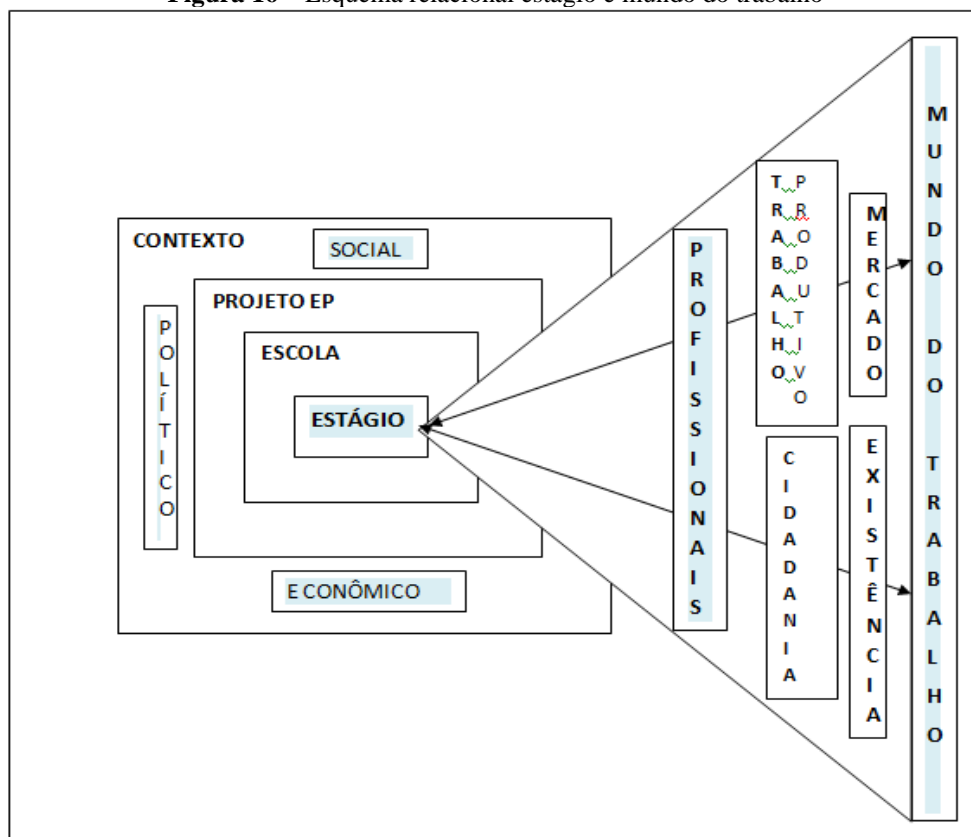 Figura 10 – Esquema relacional estágio e mundo do trabalho
CONTEXTO
SOCIAL
POLÍTICO
PROJETO EP
ESCOLA
ESTÁGIO
E CONÔMICO
PROFISSIONAIS
TRABALHO
PRODUTIVO
MERCADO
CIDADANIA
EXISTÊNCIA
MUNDO DO TRABALHO